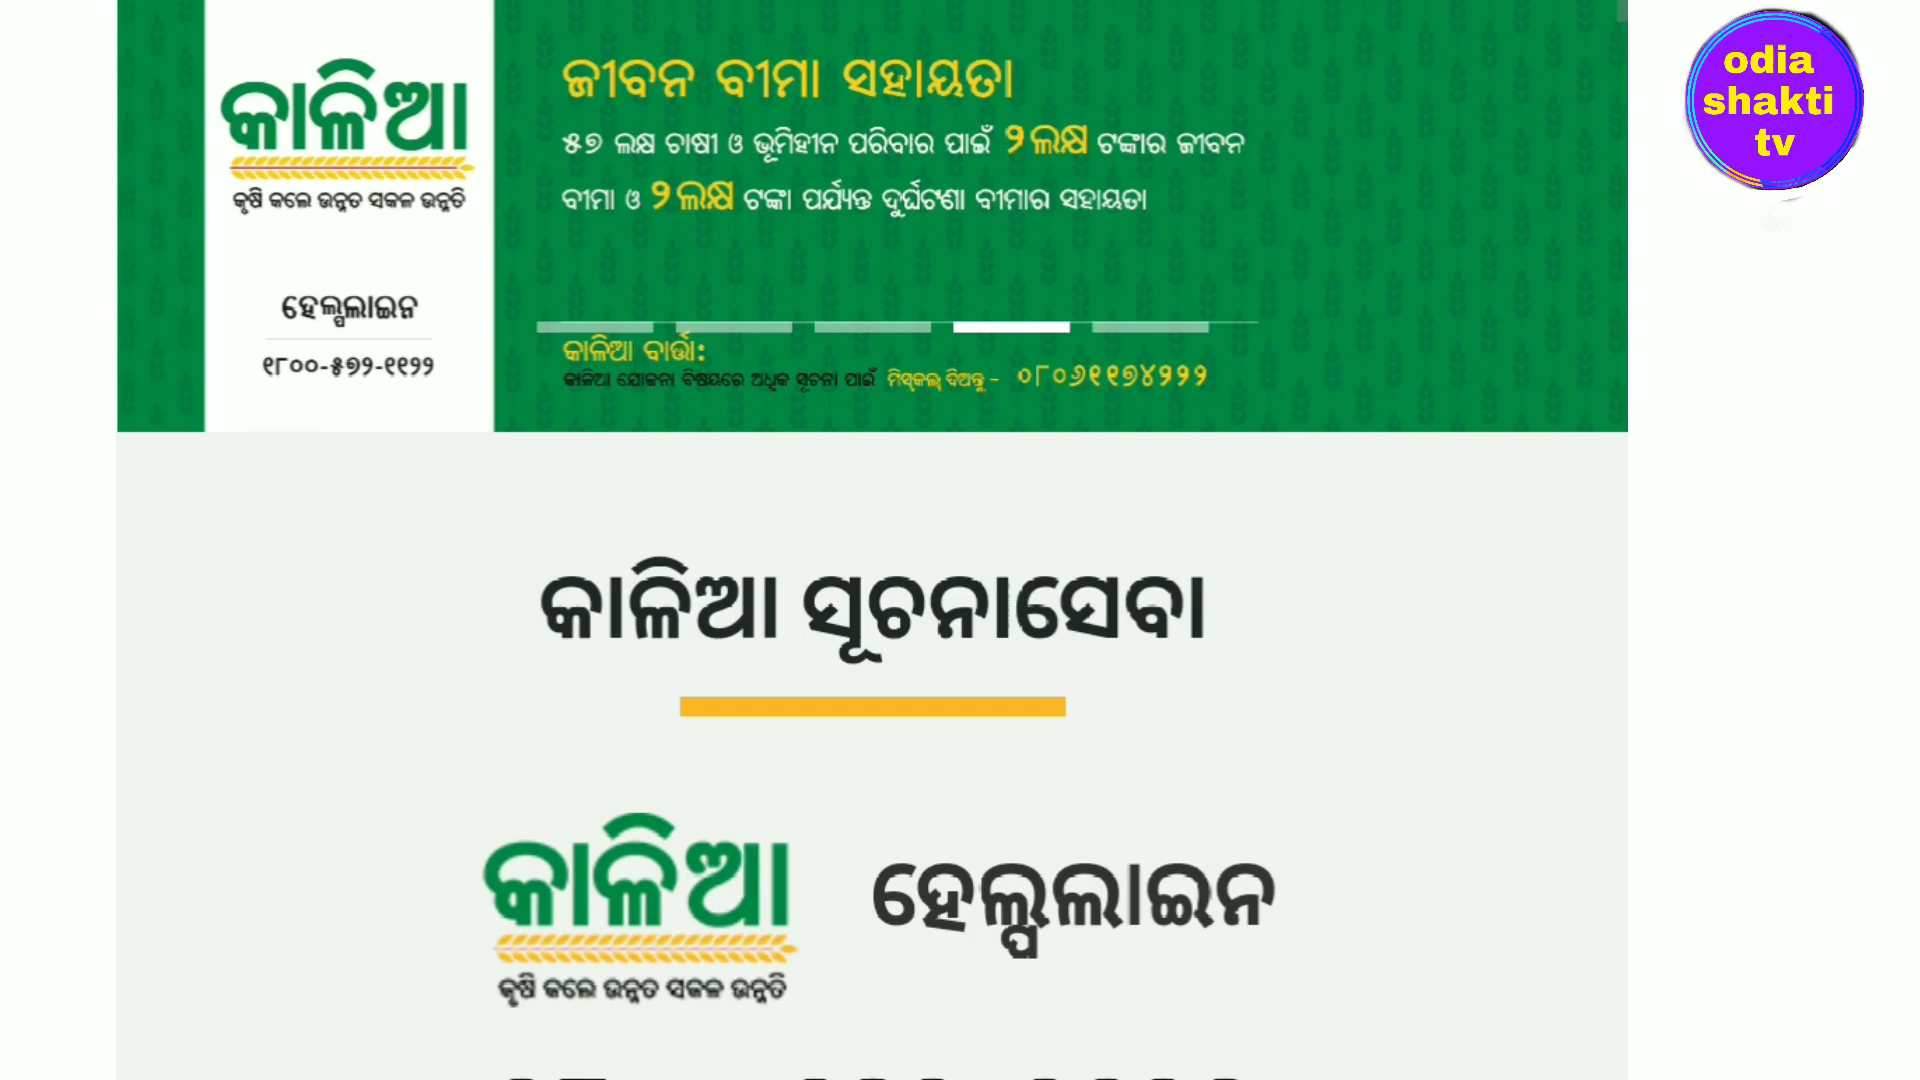 କାଳିଆ
କୃଷି କଲେ ଉନ୍ନତ ସକଳ ଉନ୍ନତି
ହେଲ୍ପଲାଇନ
୧୮୦୦-୫୭୨-୧୧୨୨
ଜୀବନ ବୀମା ସହାୟତା
୫୭ ଲକ୍ଷ ଚାଷୀ ଓ ଭୂମିହୀନ ପରିବାର ପାଇଁ ୨ ଲକ୍ଷ ଟଙ୍କାର ଜୀବନ
ବୀମା ଓ ୨ ଲକ୍ଷ ଟଙ୍କା ପର୍ଯ୍ୟନ୍ତ ଦୁର୍ଘଟଣା ବୀମାର ସହାୟତା
କାଳିଆ ବାର୍ତ୍ତା:
କାଳିଆ ଯୋଜନା ବିଷୟରେ ଅଧିକ ସୂଚନା ପାଇଁ ମିସ୍‌କଲ୍ ଦିଅନ୍ତୁ – ୦୮୦୬୧୧୭୪୨୨୨
odia
shakti
tv
କାଳିଆ ସୂଚନାସେବା
କାଳିଆ ହେଲ୍ପଲାଇନ
କୃଷି କଲେ ଉନ୍ନତ ସକଳ ଉନ୍ନତି